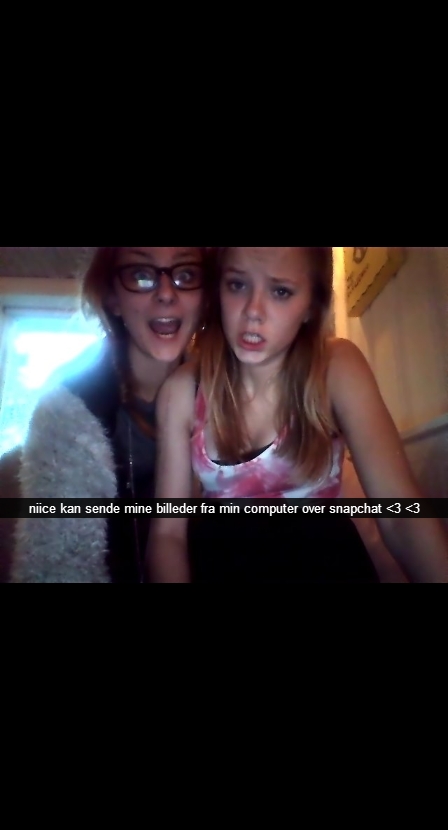 niice kan sende mine billeder fra min computer over snapchat <3 <3